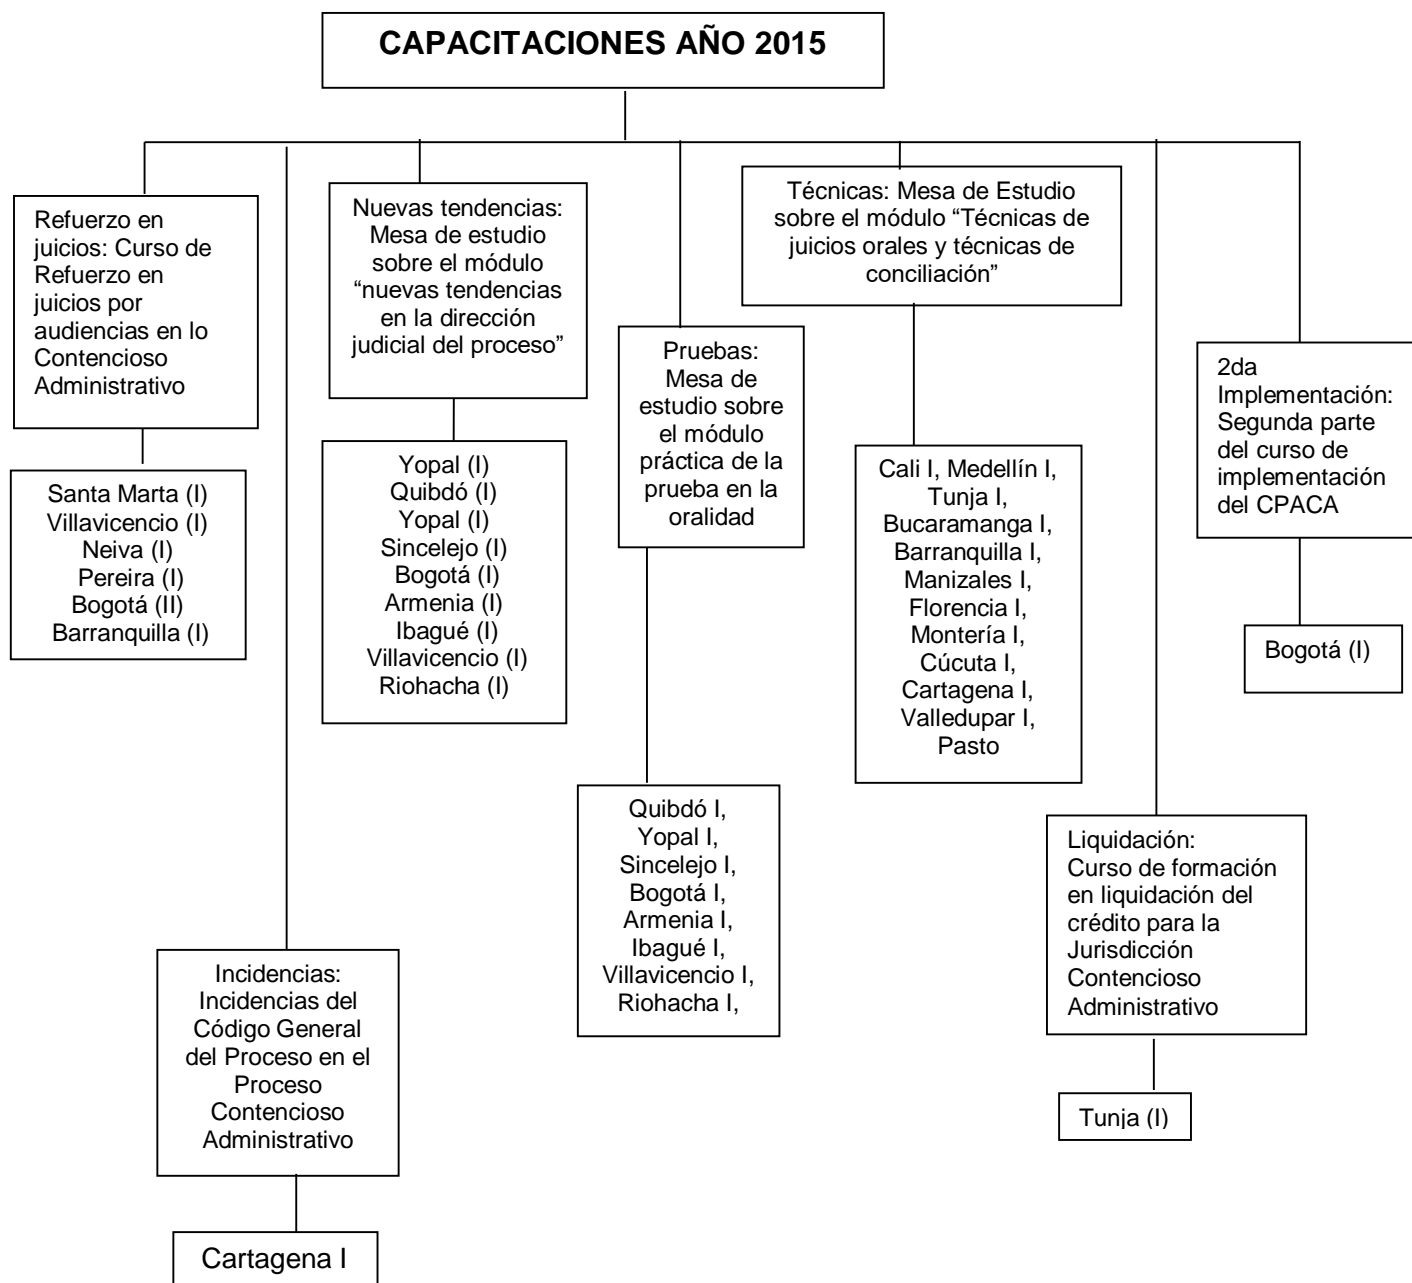 CAPACITACIONES AÑO 2015
Refuerzo en
juicios: Curso de
Refuerzo en
juicios por
audiencias en lo
Contencioso
Administrativo
Santa Marta (I)
Villavicencio (I)
Neiva (I)
Pereira (I)
Bogotá (II)
Barranquilla (I)
Incidencias:
Incidencias del
Código General
del Proceso en el
Proceso
Contencioso
Administrativo
Cartagena I
Nuevas tendencias:
Mesa de estudio
sobre el módulo
“nuevas tendencias
en la dirección
judicial del proceso”
Yopal (I)
Quibdó (I)
Yopal (I)
Sincelejo (I)
Bogotá (I)
Armenia (I)
Ibagué (I)
Villavicencio (I)
Riohacha (I)
Pruebas:
Mesa de
estudio sobre
el módulo
práctica de la
prueba en la
oralidad
Quibdó I,
Yopal I,
Sincelejo I,
Bogotá I,
Armenia I,
Ibagué I,
Villavicencio I,
Riohacha I,
Técnicas: Mesa de Estudio
sobre el módulo “Técnicas de
juicios orales y técnicas de
conciliación”
Cali I, Medellín I,
Tunja I,
Bucaramanga I,
Barranquilla I,
Manizales I,
Florencia I,
Montería I,
Cúcuta I,
Cartagena I,
Valledupar I,
Pasto
Liquidación:
Curso de formación
en liquidación del
crédito para la
Jurisdicción
Contencioso
Administrativo
Tunja (I)
2da
Implementación:
Segunda parte
del curso de
implementación
del CPACA
Bogotá (I)